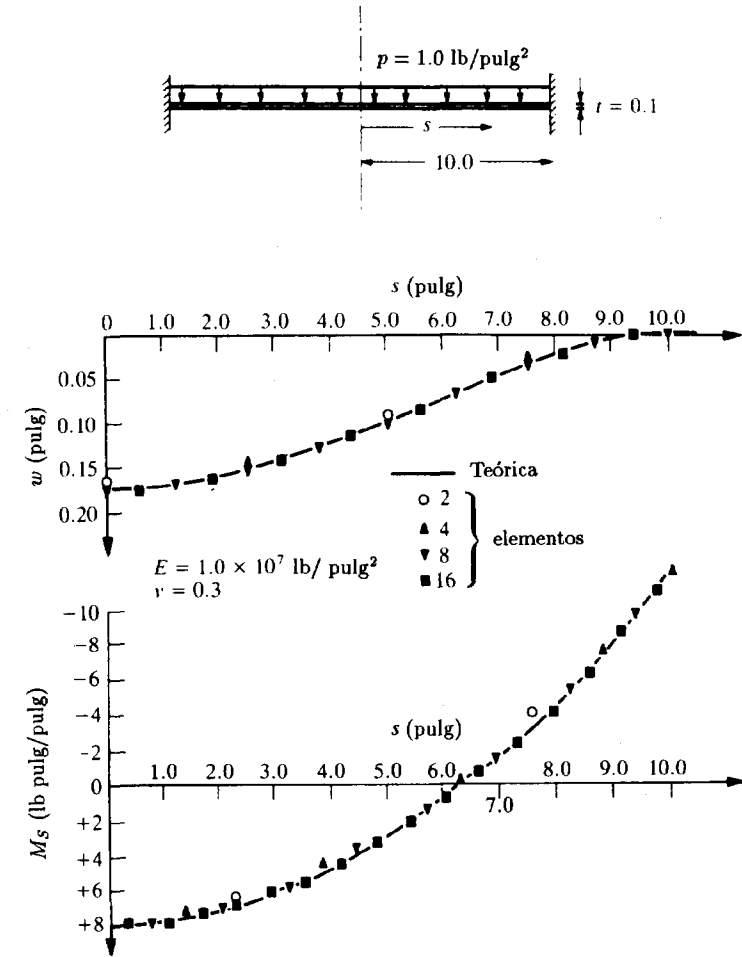 p = 1.0 lb/pulg²
t = 0.1
s
10.0
s (pulg)
0 1.0 2.0 3.0 4.0 5.0 6.0 7.0 8.0 9.0 10.0
0.05
0.10
0.15
0.20
w (pulg)
Teórica
2
4
8
16
elementos
E = 1.0 × 10⁷ lb/ pulg²
ν = 0.3
−10
−8
−6
−4
−2
0
+2
+4
+6
+8
M_S (lb pulg/pulg)
s (pulg)
1.0 2.0 3.0 4.0 5.0 6.0 7.0 8.0 9.0 10.0